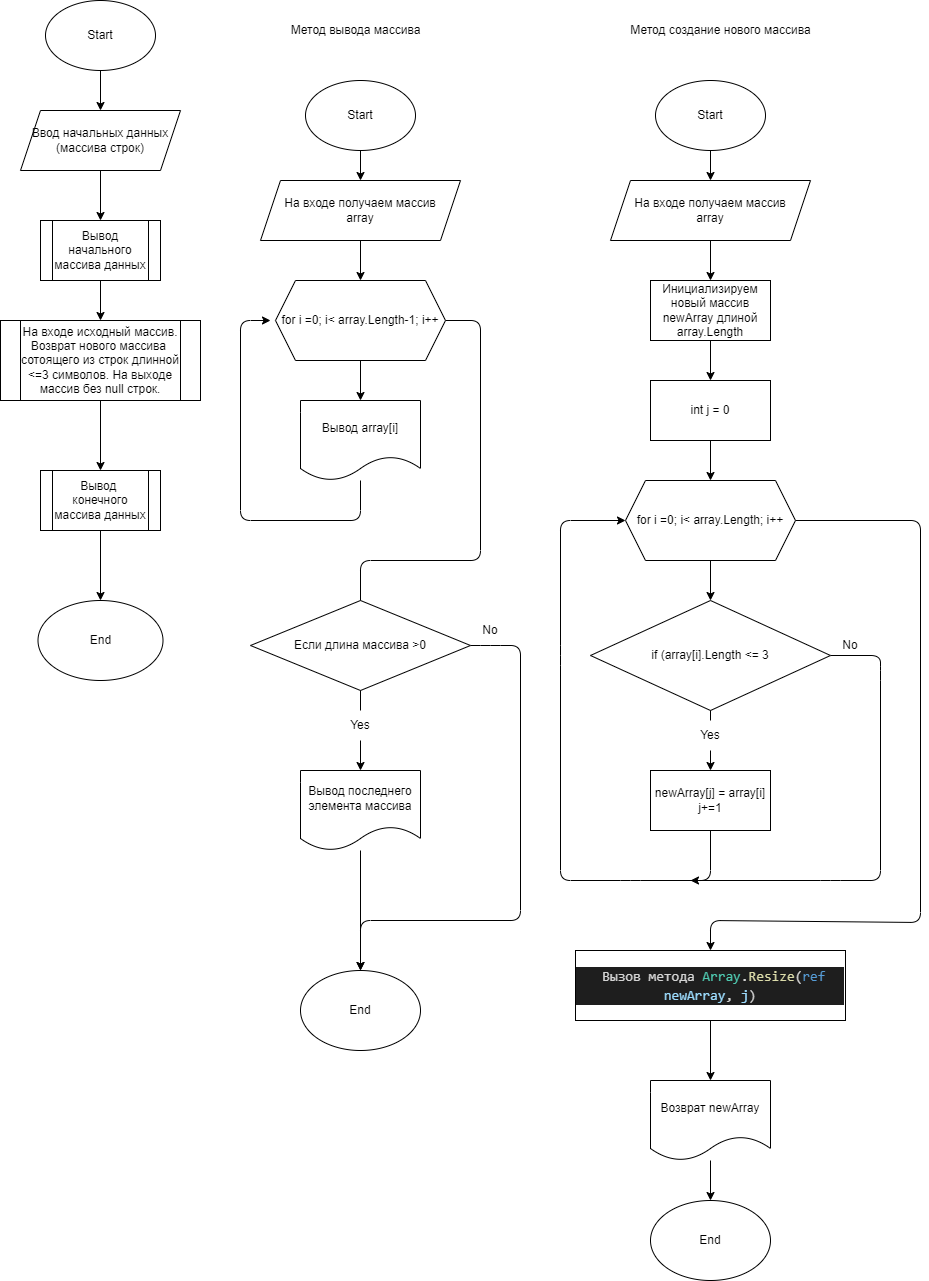 Start
Ввод начальных данных
(массива строк)
Вывод
начального
массива данных
На входе исходный массив.
Возврат нового массива
сотоящего из строк длинной
<=3 символов. На выходе
массив без null строк.
Вывод
конечного
массива данных
End
Метод вывода массива
Start
На входе получаем массив
array
for i =0; i< array.Length-1; i++
Вывод array[i]
Если длина массива >0
No
Yes
Вывод последнего
элемента массива
End
Метод создание нового массива
Start
На входе получаем массив
array
Инициализируем
новый массив
newArray длиной
array.Length
int j = 0
for i =0; i< array.Length; i++
if (array[i].Length <= 3
No
Yes
newArray[j] = array[i]
j+=1
Вызов метода Array.Resize(ref
newArray, j)
Возврат newArray
End